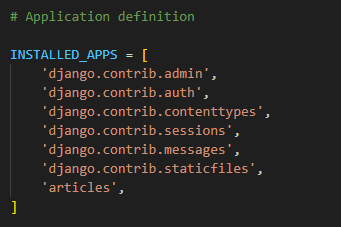 # Application definition
INSTALLED_APPS = [
    'django.contrib.admin',
    'django.contrib.auth',
    'django.contrib.contenttypes',
    'django.contrib.sessions',
    'django.contrib.messages',
    'django.contrib.staticfiles',
    'articles',
]